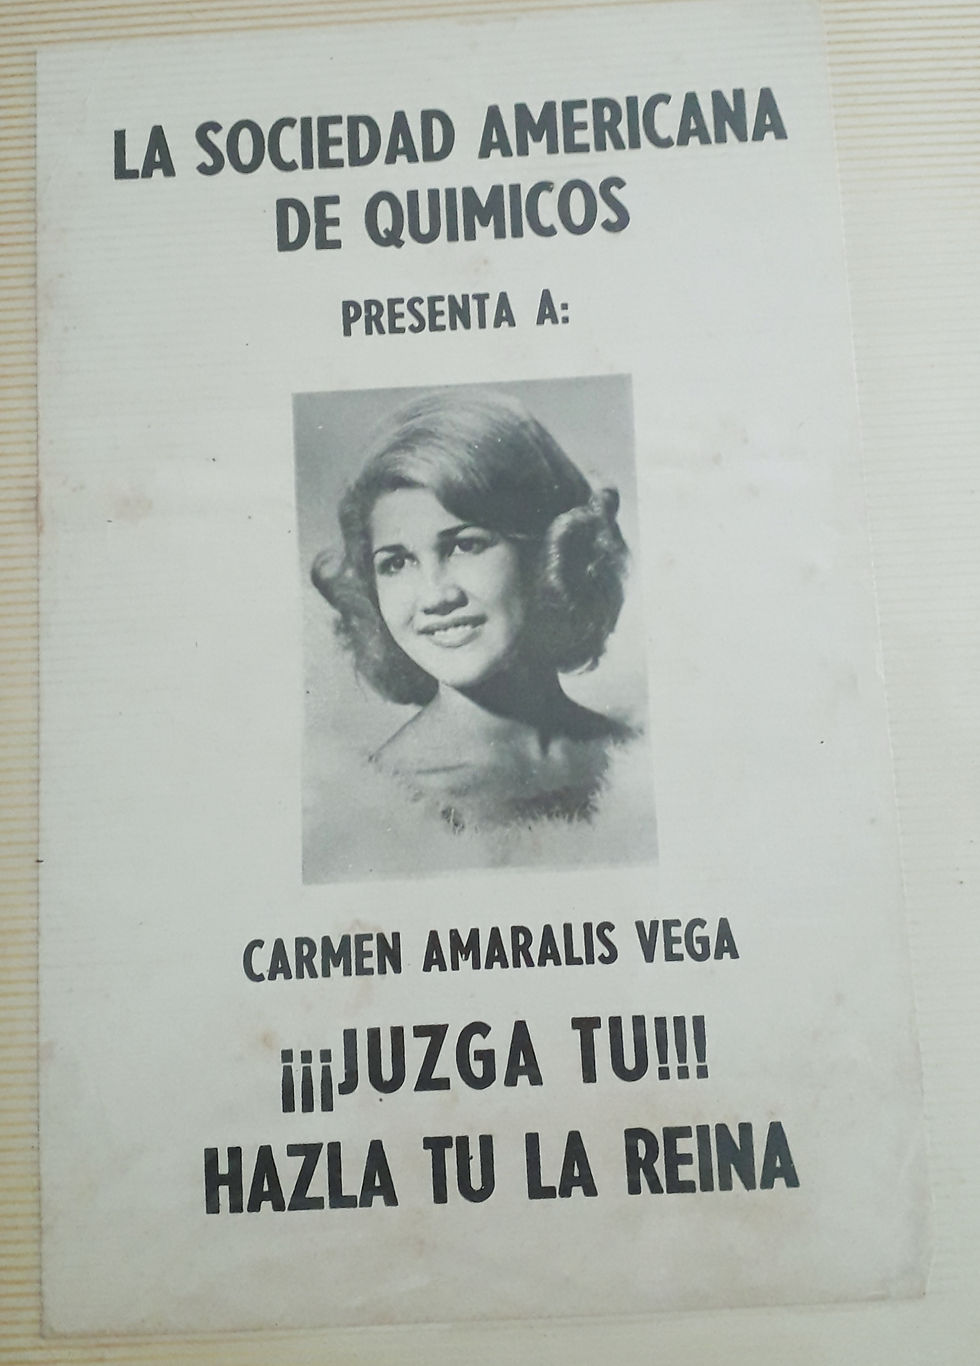 LA SOCIEDAD AMERICANA
DE QUIMICOS
PRESENTA A:
CARMEN AMARALIS VEGA
¡¡¡JUZGA TU!!!
HAZLA TU LA REINA